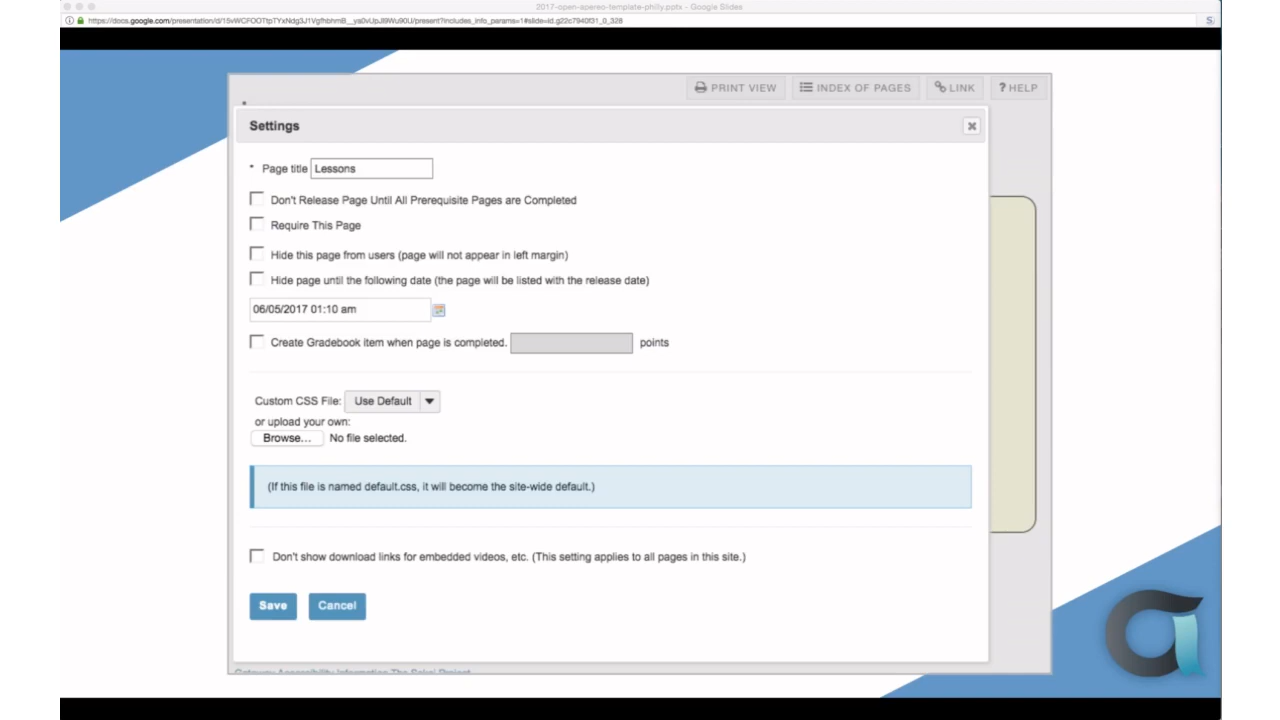 2017-open-apereo-template-philly.pptx - Google Slides
PRINT VIEW INDEX OF PAGES LINK ? HELP
Settings
* Page title Lessons
Don't Release Page Until All Prerequisite Pages are Completed
Require This Page
Hide this page from users (page will not appear in left margin)
Hide page until the following date (the page will be listed with the release date)
06/05/2017 01:10 am
Create Gradebook item when page is completed. points
Custom CSS File: Use Default
or upload your own:
Browse... No file selected.
(If this file is named default.css, it will become the site-wide default.)
Don't show download links for embedded videos, etc. (This setting applies to all pages in this site.)
Save Cancel